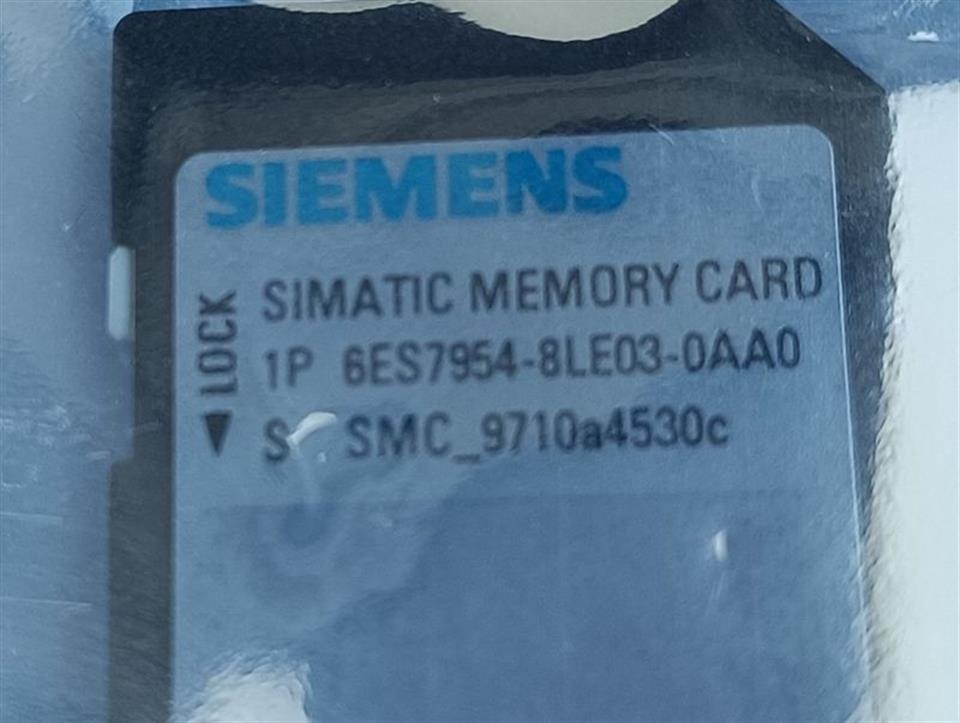 SIEMENS
SIMATIC MEMORY CARD
1P 6ES7954-8LE03-0AA0
S SMC_9710a4530c
LOCK